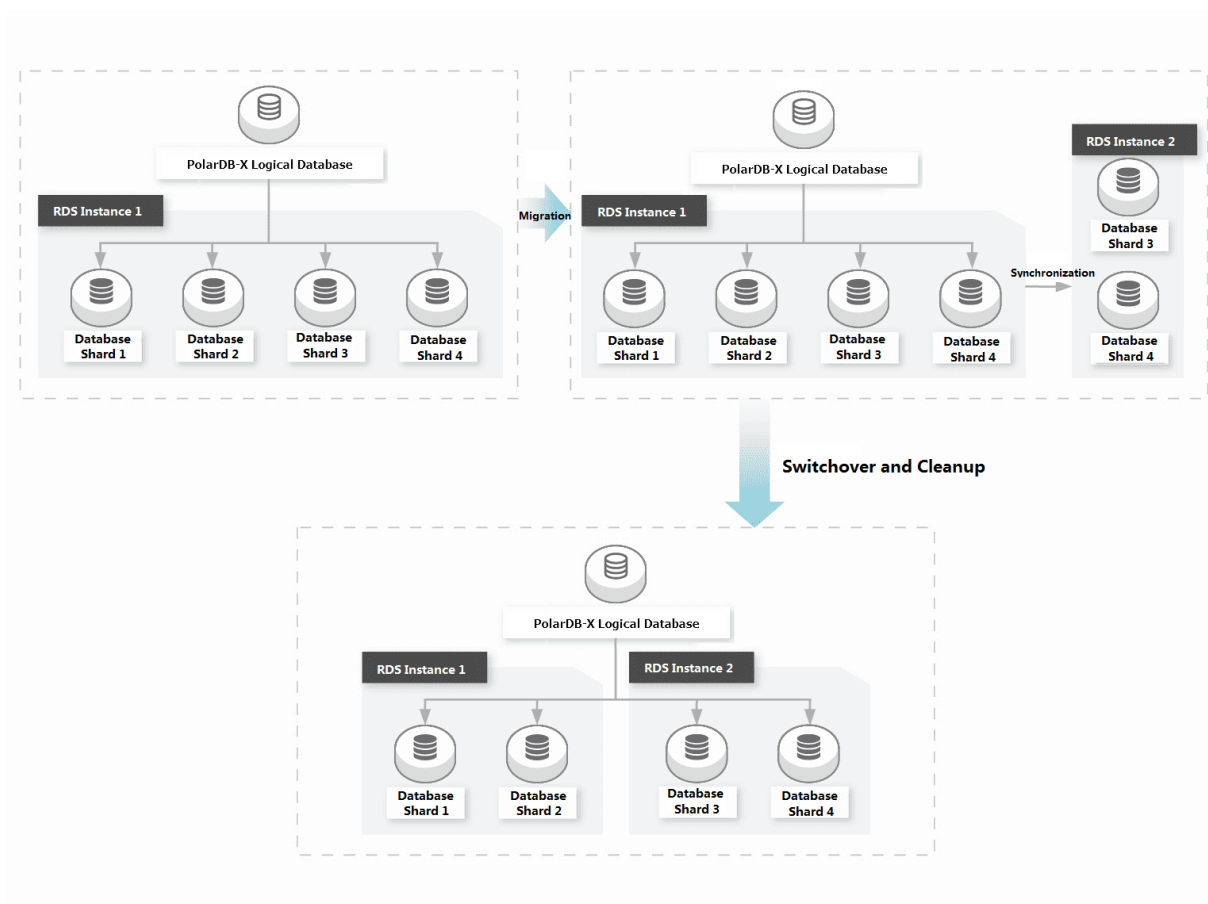 PolarDB-X Logical Database
RDS Instance 1
Database
Shard 1
Database
Shard 2
Database
Shard 3
Database
Shard 4
Migration
PolarDB-X Logical Database
RDS Instance 1
Database
Shard 1
Database
Shard 2
Database
Shard 3
Database
Shard 4
Synchronization
RDS Instance 2
Database
Shard 3
Database
Shard 4
Switchover and Cleanup
PolarDB-X Logical Database
RDS Instance 1
RDS Instance 2
Database
Shard 1
Database
Shard 2
Database
Shard 3
Database
Shard 4